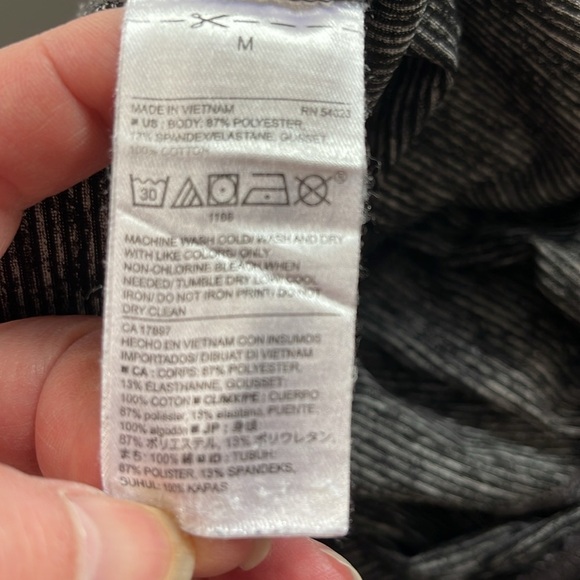 M
MADE IN VIETNAM RN 54023
■ US : BODY: 87% POLYESTER,
13% SPANDEX/ELASTANE, GUSSET:
100% COTTON
30
1188
MACHINE WASH COLD/ WASH AND DRY
WITH LIKE COLORS/ ONLY
NON-CHLORINE BLEACH WHEN
NEEDED/ TUMBLE DRY LOW/ COOL
IRON/ DO NOT IRON PRINT/ DO NOT
DRY CLEAN
CA 17897
HECHO EN VIETNAM CON INSUMOS
IMPORTADOS/ DIBUAT DI VIETNAM
■ CA : CORPS: 87% POLYESTER,
13% ELASTHANNE, GOUSSET:
100% COTON ■ CL/MX/PE : CUERPO
87% poliester, 13% elastano, PUENTE:
100% algodón ■ JP : 身頃
87% ポリエステル, 13% ポリウレタン,
まち: 100% 綿 ■ ID : TUBUH:
87% POLISTER, 13% SPANDEKS,
SUHUL: 100% KAPAS